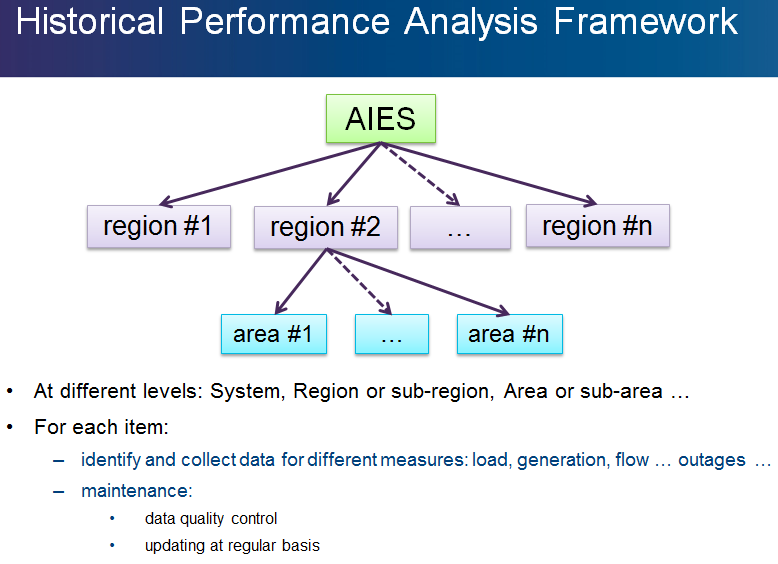 Historical Performance Analysis Framework
AIES
region #1
region #2
…
region #n
area #1
…
area #n
• At different levels: System, Region or sub-region, Area or sub-area …
• For each item:
– identify and collect data for different measures: load, generation, flow … outages …
– maintenance:
• data quality control
• updating at regular basis